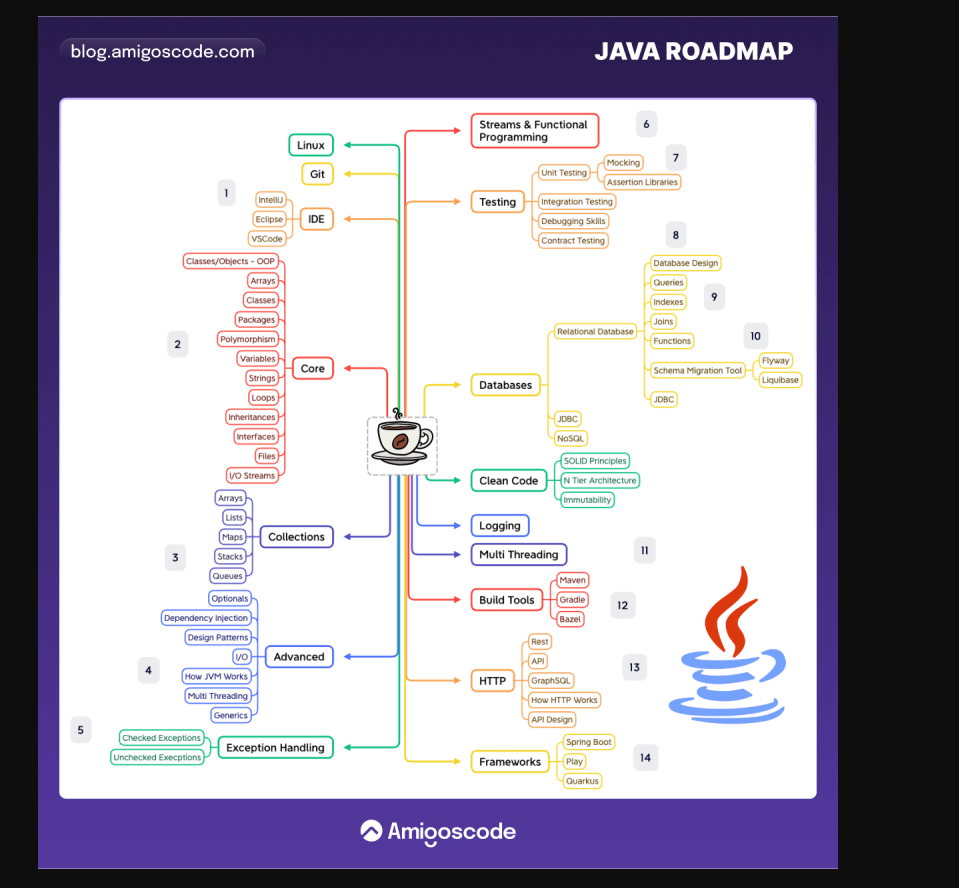 blog.amigoscode.com
JAVA ROADMAP
Linux
Git
1
IntelliJ
Eclipse
VSCode
IDE
Classes/Objects - OOP
Arrays
Classes
Packages
Polymorphism
2
Variables
Strings
Loops
Inheritances
Interfaces
Files
I/O Streams
Core
Arrays
Lists
Maps
Stacks
Queues
3
Collections
Optionals
Dependency Injection
Design Patterns
I/O
How JVM Works
Multi Threading
Generics
4
Advanced
5
Checked Exceptions
Unchecked Execptions
Exception Handling
Streams & Functional
Programming
6
7
Testing
Unit Testing
Mocking
Assertion Libraries
Integration Testing
Debugging Skills
Contract Testing
8
Databases
Relational Database
Database Design
Queries
Indexes
9
Joins
Functions
10
Schema Migration Tool
Flyway
Liquibase
JDBC
JDBC
NoSQL
Clean Code
SOLID Principles
N Tier Architecture
Immutability
Logging
Multi Threading
11
Build Tools
Maven
Gradle
Bazel
12
HTTP
Rest
API
GraphSQL
How HTTP Works
API Design
13
Frameworks
Spring Boot
Play
Quarkus
14
Amigoscode